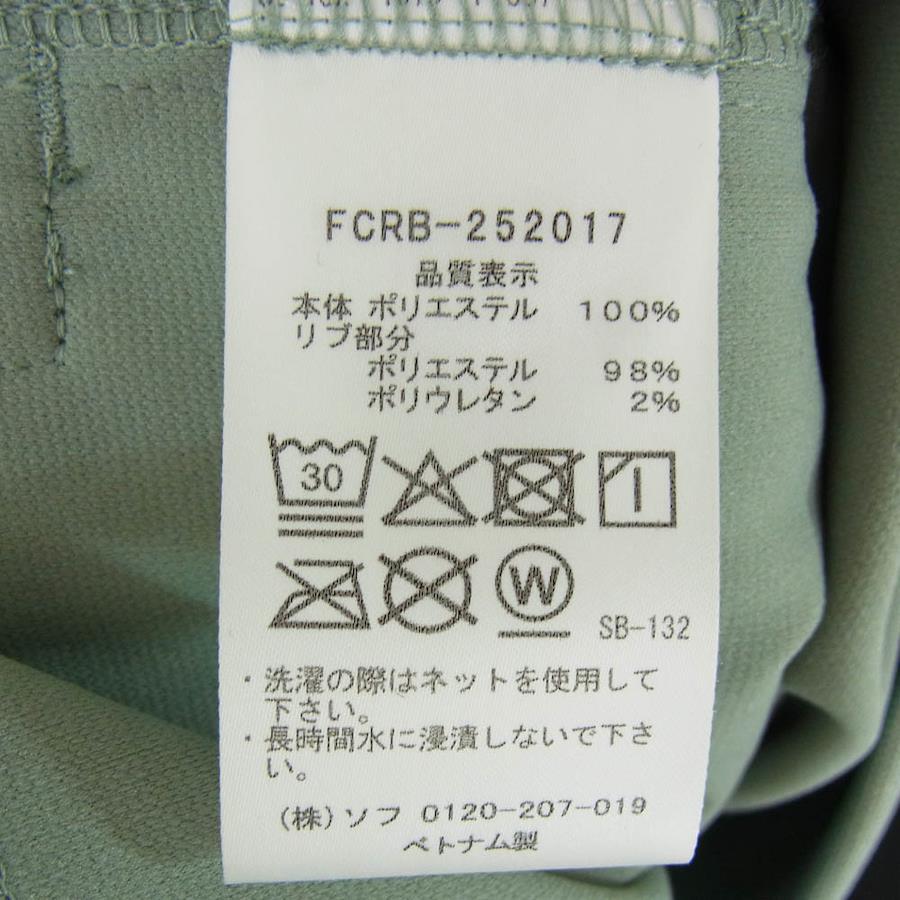 FCRB-252017
品質表示
本体 ポリエステル 100%
リブ部分
ポリエステル 98%
ポリウレタン 2%
30
W
SB-132
・洗濯の際はネットを使用して
下さい。
・長時間水に浸漬しないで下さ
い。
(株)ソフ 0120-207-019
ベトナム製